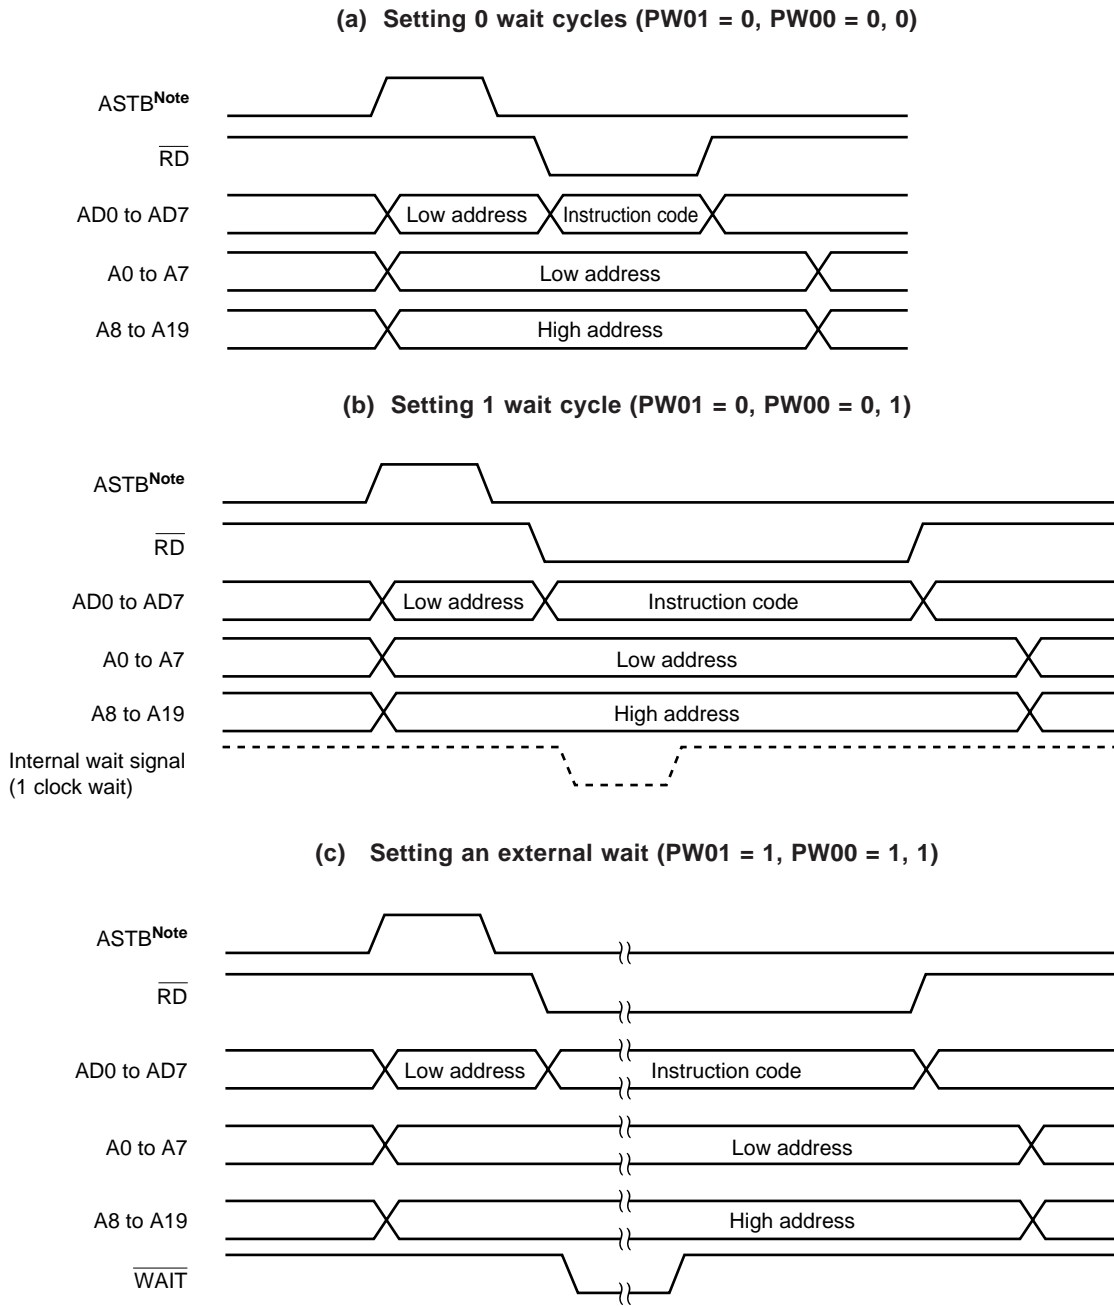 (a) Setting 0 wait cycles (PW01 = 0, PW00 = 0, 0)
ASTBNote
RD
AD0 to AD7 Low address Instruction code
A0 to A7 Low address
A8 to A19 High address
(b) Setting 1 wait cycle (PW01 = 0, PW00 = 0, 1)
ASTBNote
RD
AD0 to AD7 Low address Instruction code
A0 to A7 Low address
A8 to A19 High address
Internal wait signal
(1 clock wait)
(c) Setting an external wait (PW01 = 1, PW00 = 1, 1)
ASTBNote
RD
AD0 to AD7 Low address Instruction code
A0 to A7 Low address
A8 to A19 High address
WAIT